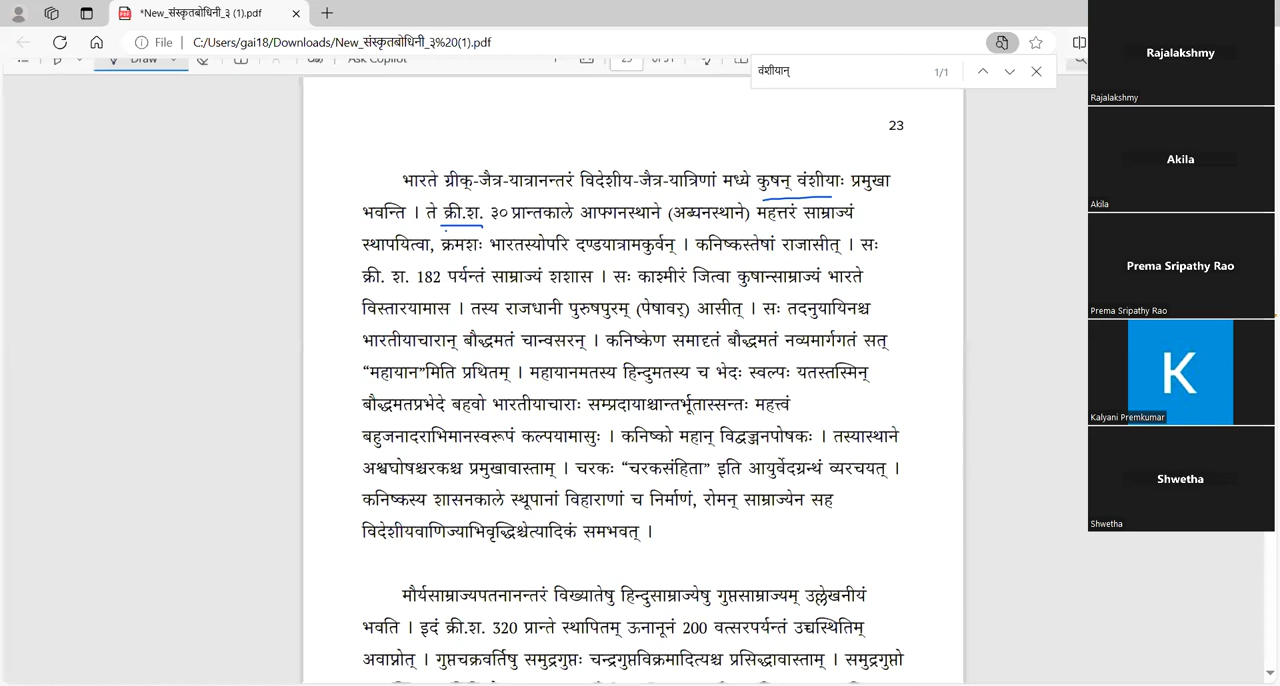 *New_संस्कृतबोधिनी_३ (1).pdf
File
C:/Users/gai18/Downloads/New_संस्कृतबोधिनी_३%20(1).pdf
Draw
Ask Copilot
वंशीयान्
1/1
23
भारते ग्रीक्-जैत्र-यात्रानन्तरं विदेशीय-जैत्र-यात्रिणां मध्ये कुषन् वंशीयाः प्रमुखा
भवन्ति । ते क्री.श. ३० प्रान्तकाले आफ्गनस्थाने (अब्घनस्थाने) महत्तरं साम्राज्यं
स्थापयित्वा, क्रमशः भारतस्योपरि दण्डयात्रामकुर्वन् । कनिष्कस्तेषां राजासीत् । सः
क्री. श. 182 पर्यन्तं साम्राज्यं शशास । सः काश्मीरं जित्वा कुषान्साम्राज्यं भारते
विस्तारयामास । तस्य राजधानी पुरुषपुरम् (पेषावर्) आसीत् । सः तदनुयायिनश्च
भारतीयाचारान् बौद्धमतं चान्वसरन् । कनिष्केण समादृतं बौद्धमतं नव्यमार्गगतं सत्
“महायान”मिति प्रथितम् । महायानमतस्य हिन्दुमतस्य च भेदः स्वल्पः यतस्तस्मिन्
बौद्धमतप्रभेदे बहवो भारतीयाचाराः सम्प्रदायाश्चान्तर्भूतास्सन्तः महत्त्वं
बहुजनादराभिमानस्वरूपं कल्पयामासुः । कनिष्को महान् विद्वज्जनपोषकः । तस्यास्थाने
अश्वघोषश्चरकश्च प्रमुखावास्ताम् । चरकः “चरकसंहिता” इति आयुर्वेदग्रन्थं व्यरचयत् ।
कनिष्कस्य शासनकाले स्थूपानां विहाराणां च निर्माणं, रोमन् साम्राज्येन सह
विदेशीयवाणिज्याभिवृद्धिश्चेत्यादिकं समभवत् ।
मौर्यसाम्राज्यपतनानन्तरं विख्यातेषु हिन्दुसाम्राज्येषु गुप्तसाम्राज्यम् उल्लेखनीयं
भवति । इदं क्री.श. 320 प्रान्ते स्थापितम् ऊनानूनं 200 वत्सरपर्यन्तं उच्चस्थितिम्
अवाप्नोत् । गुप्तचक्रवर्तिषु समुद्रगुप्तः चन्द्रगुप्तविक्रमादित्यश्च प्रसिद्धावास्ताम् । समुद्रगुप्तो
Rajalakshmy
Rajalakshmy
Akila
Akila
Prema Sripathy Rao
Prema Sripathy Rao
K
Kalyani Premkumar
Shwetha
Shwetha